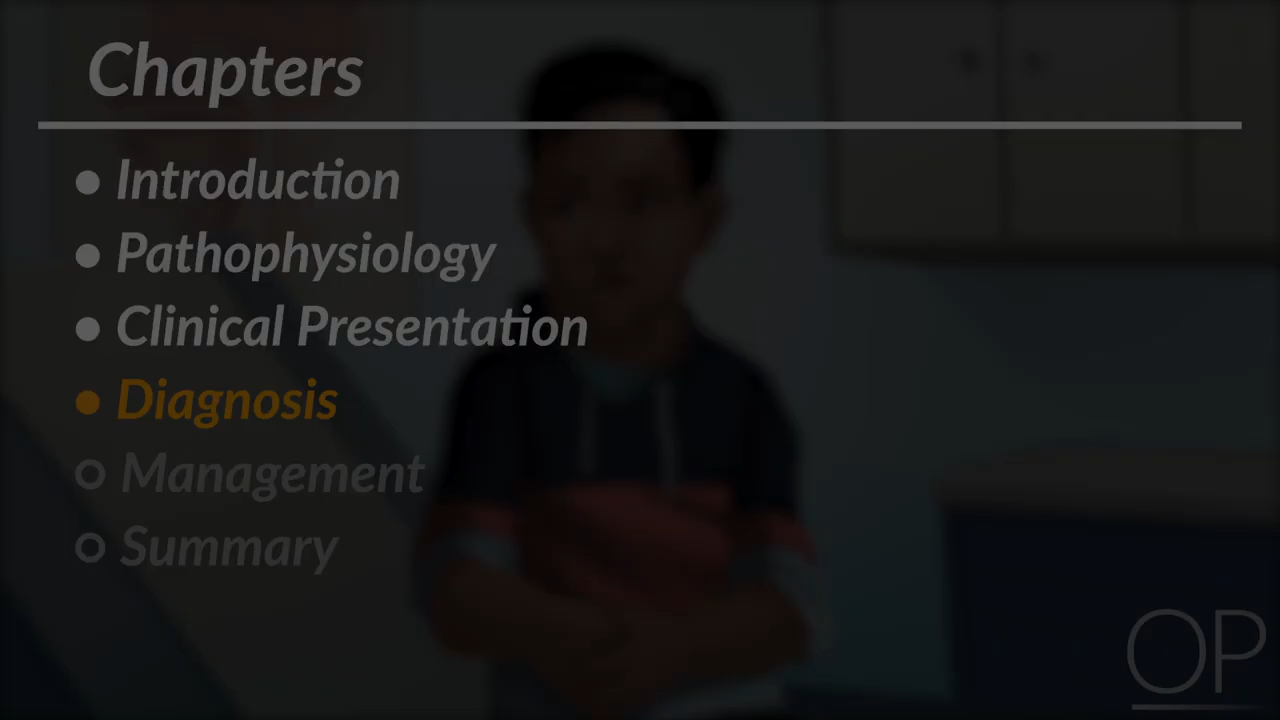 Chapters
Introduction
Pathophysiology
Clinical Presentation
Diagnosis
Management
Summary
OP